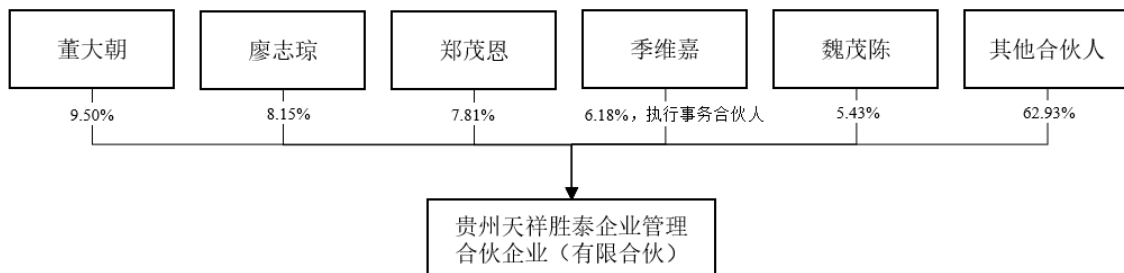 董大朝
廖志琼
郑茂恩
季维嘉
魏茂陈
其他合伙人
9.50%
8.15%
7.81%
6.18%，执行事务合伙人
5.43%
62.93%
贵州天祥胜泰企业管理
合伙企业（有限合伙）